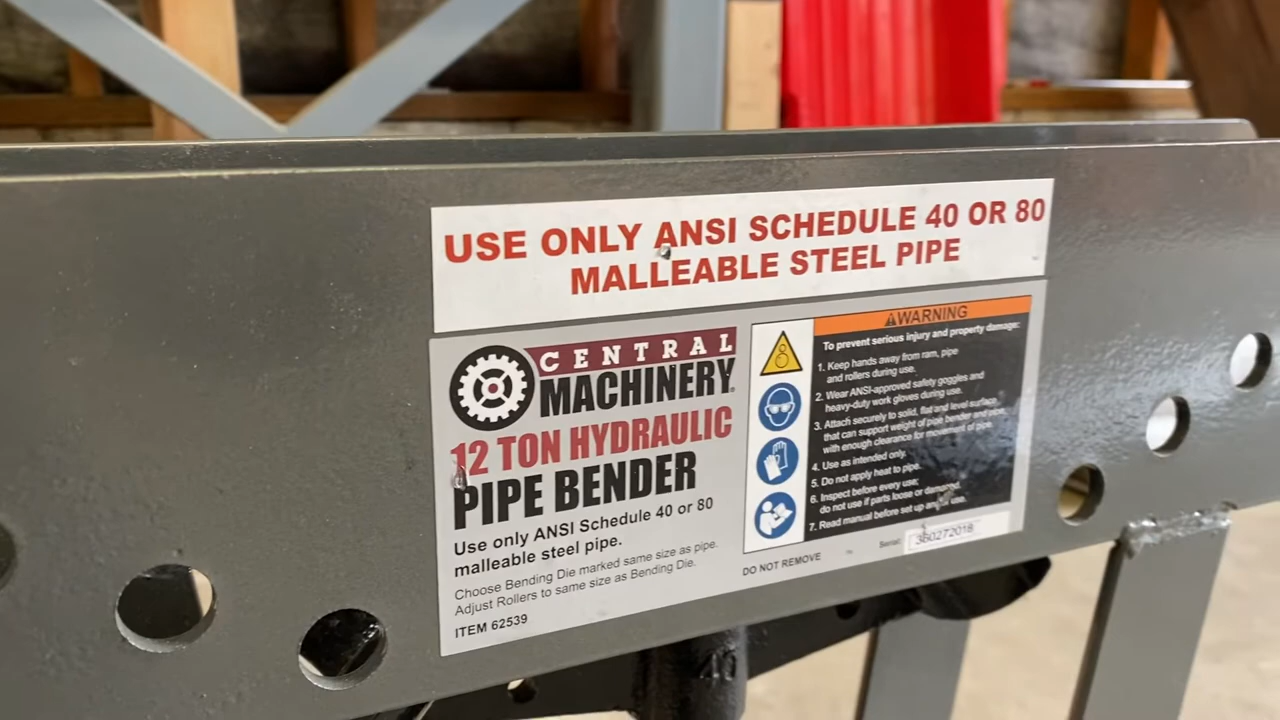 USE ONLY ANSI SCHEDULE 40 OR 80
MALLEABLE STEEL PIPE
CENTRAL
MACHINERY
12 TON HYDRAULIC
PIPE BENDER
Use only ANSI Schedule 40 or 80
malleable steel pipe.
Choose Bending Die marked same size as pipe.
Adjust Rollers to same size as Bending Die.
ITEM 62539
WARNING
To prevent serious injury and property damage:
1. Keep hands away from ram, pipe
and rollers during use.
2. Wear ANSI-approved safety goggles and
heavy-duty work gloves during use.
3. Attach securely to solid, flat and level surface
that can support weight of pipe bender and pipe,
with enough clearance for movement of pipe.
4. Use as intended only.
5. Do not apply heat to pipe.
6. Inspect before every use;
do not use if parts loose or damaged.
7. Read manual before set up and/or use.
DO NOT REMOVE
Serial: